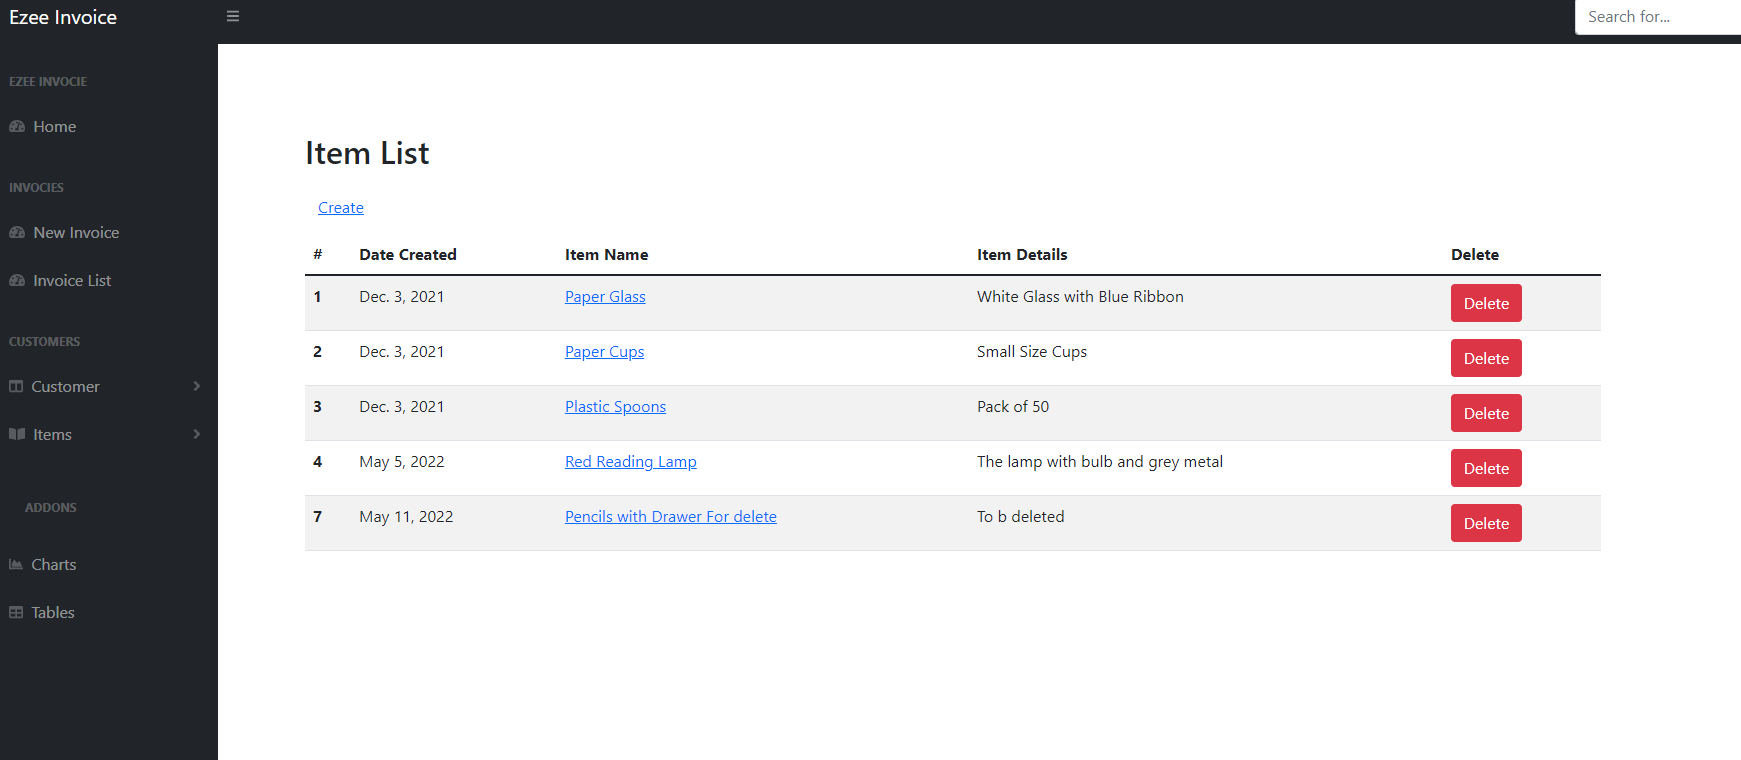 Ezee Invoice
Search for...
EZEE INVOCIE
Home
INVOCIES
New Invoice
Invoice List
CUSTOMERS
Customer
Items
ADDONS
Charts
Tables
Item List
Create
# Date Created Item Name Item Details Delete
1 Dec. 3, 2021 Paper Glass White Glass with Blue Ribbon Delete
2 Dec. 3, 2021 Paper Cups Small Size Cups Delete
3 Dec. 3, 2021 Plastic Spoons Pack of 50 Delete
4 May 5, 2022 Red Reading Lamp The lamp with bulb and grey metal Delete
7 May 11, 2022 Pencils with Drawer For delete To b deleted Delete